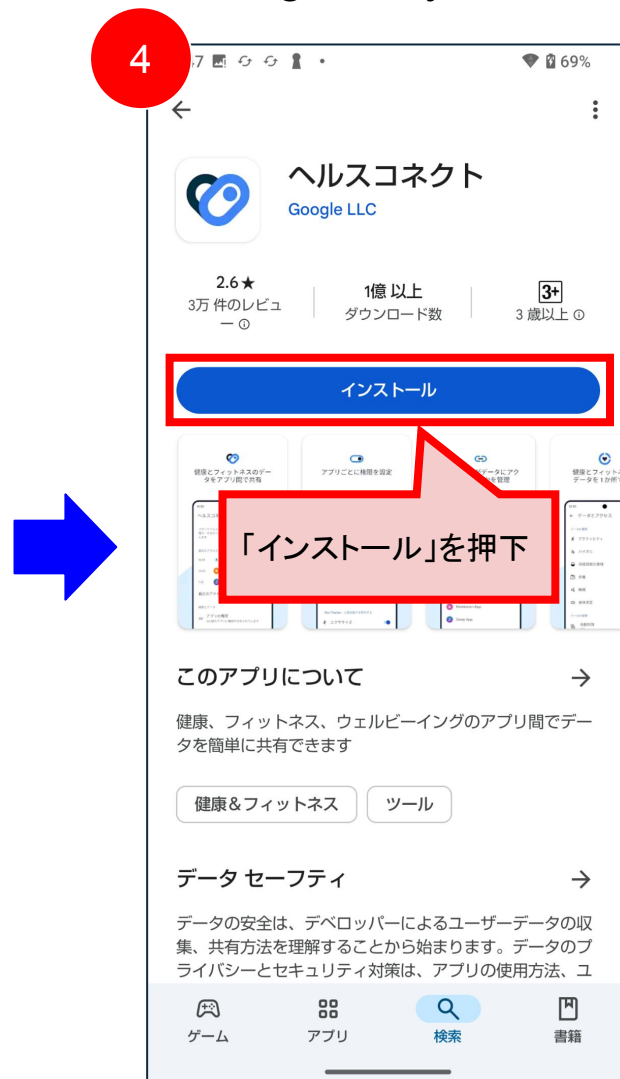 4
47
69%
ヘルスコネクト
Google LLC
2.6★
3万 件のレビュ
ー
1億 以上
ダウンロード数
3+
3 歳以上
インストール
健康とフィットネスのデー
タをアプリ間で共有
アプリごとに権限を設定
「インストール」を押下
エクササイズ
このアプリについて
健康、フィットネス、ウェルビーイングのアプリ間でデー
タを簡単に共有できます
健康&フィットネス
ツール
データ セーフティ
データの安全は、デベロッパーによるユーザーデータの収
集、共有方法を理解することから始まります。データのプ
ライバシーとセキュリティ対策は、アプリの使用方法、ユ
ゲーム
アプリ
検索
書籍